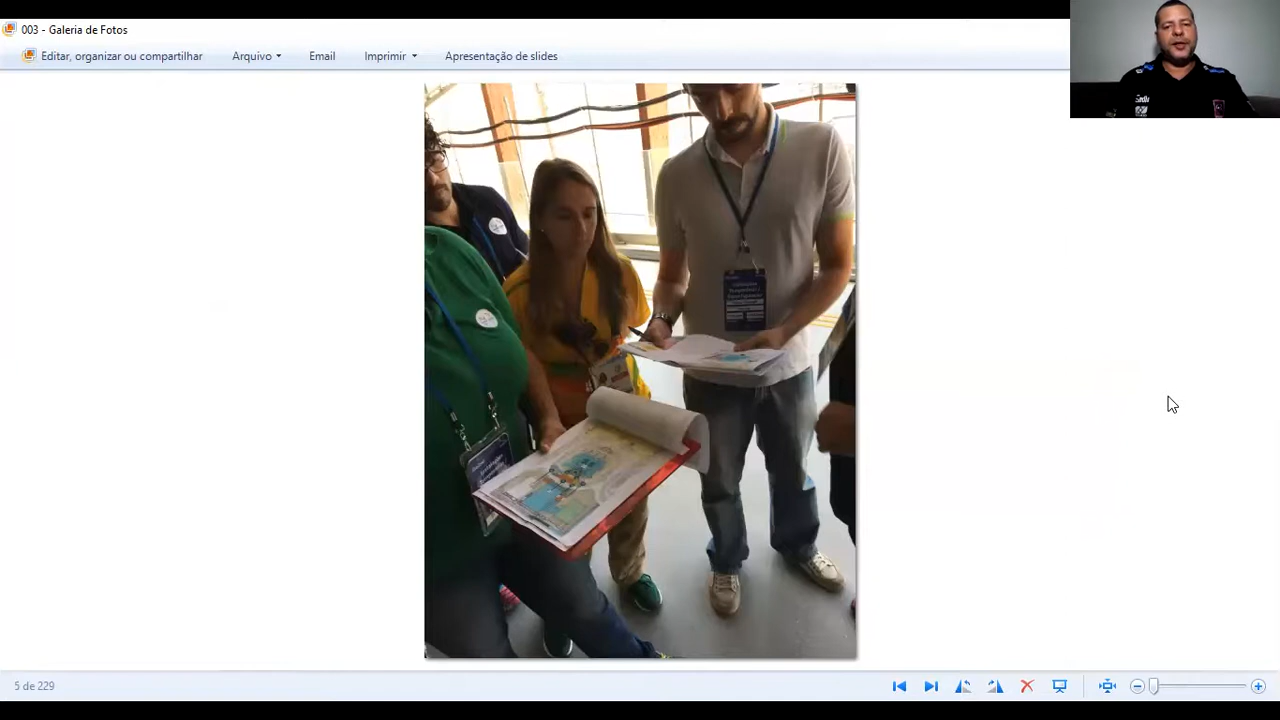 003 - Galeria de Fotos
Editar, organizar ou compartilhar Arquivo Email Imprimir Apresentação de slides
5 de 229